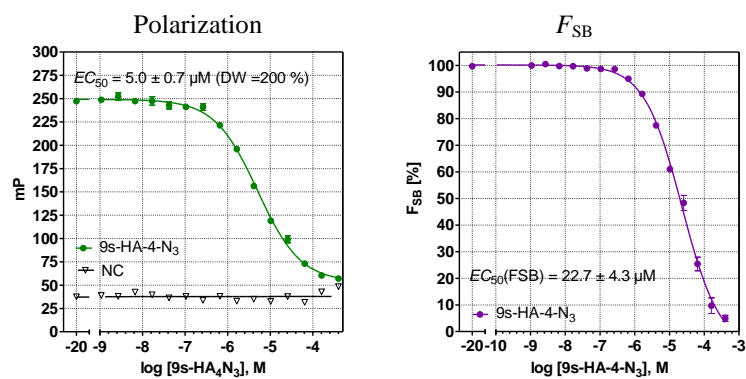 Polarization
F_SB
300
275
250
225
200
175
150
125
100
75
50
25
0
mP
EC50 = 5.0 ± 0.7 µM (DW =200 %)
9s-HA-4-N3
NC
-20 -9 -8 -7 -6 -5 -4
log [9s-HA4N3], M
100
90
80
70
60
50
40
30
20
10
0
FSB [%]
EC50(FSB) = 22.7 ± 4.3 µM
9s-HA-4-N3
-20 -10 -9 -8 -7 -6 -5 -4 -3
log [9s-HA-4-N3], M